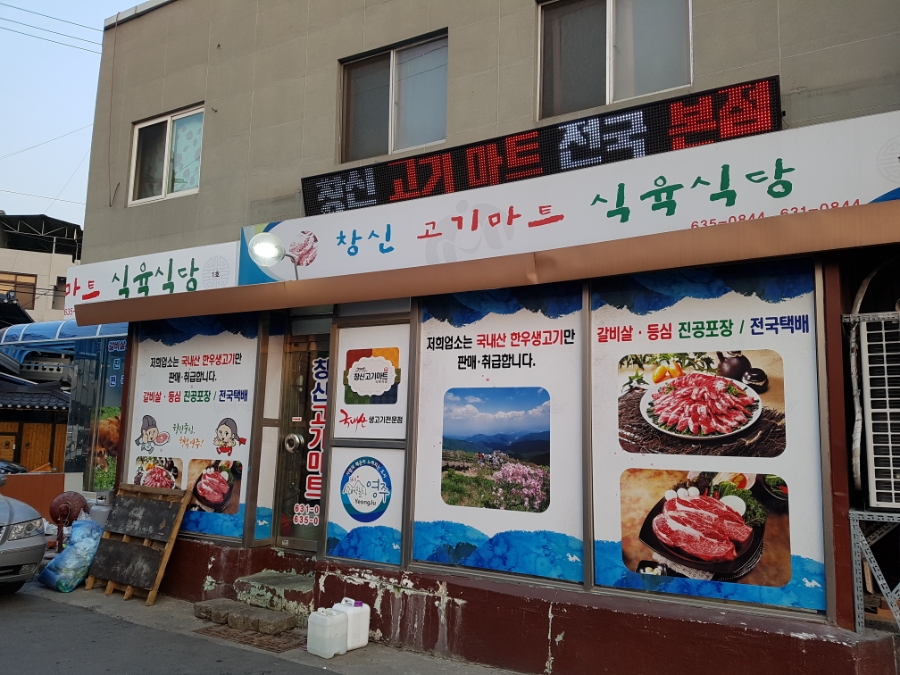 창신 고기 마트 전국 본점
창신 고기마트 식육식당
635-0844 631-0844
마트 식육식당
1호
저희업소는 국내산 한우생고기만
판매·취급합니다.
갈비살·등심 진공포장 / 전국택배
창신고기마트
631-0
635-0
창신고기마트
국내산 생고기전문점
영주
YeongJu
저희업소는 국내산 한우생고기만
판매·취급합니다.
갈비살·등심 진공포장 / 전국택배